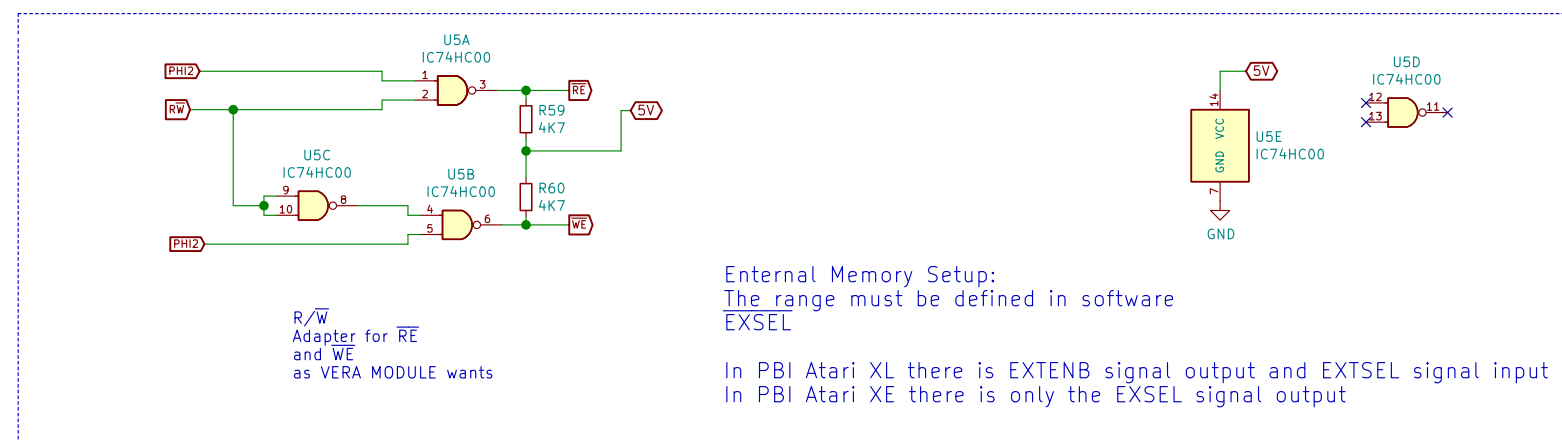 U5A
IC74HC00
PHI2
1
2
3
RE
RW
R59
4K7
5V
U5C
IC74HC00
9
10
8
U5B
IC74HC00
4
5
6
R60
4K7
WE
PHI2
R/W
Adapter for RE
and WE
as VERA MODULE wants
5V
14
VCC
GND
U5E
IC74HC00
7
GND
U5D
IC74HC00
12
13
11
Enternal Memory Setup:
The range must be defined in software
EXSEL
In PBI Atari XL there is EXTENB signal output and EXTSEL signal input
In PBI Atari XE there is only the EXSEL signal output